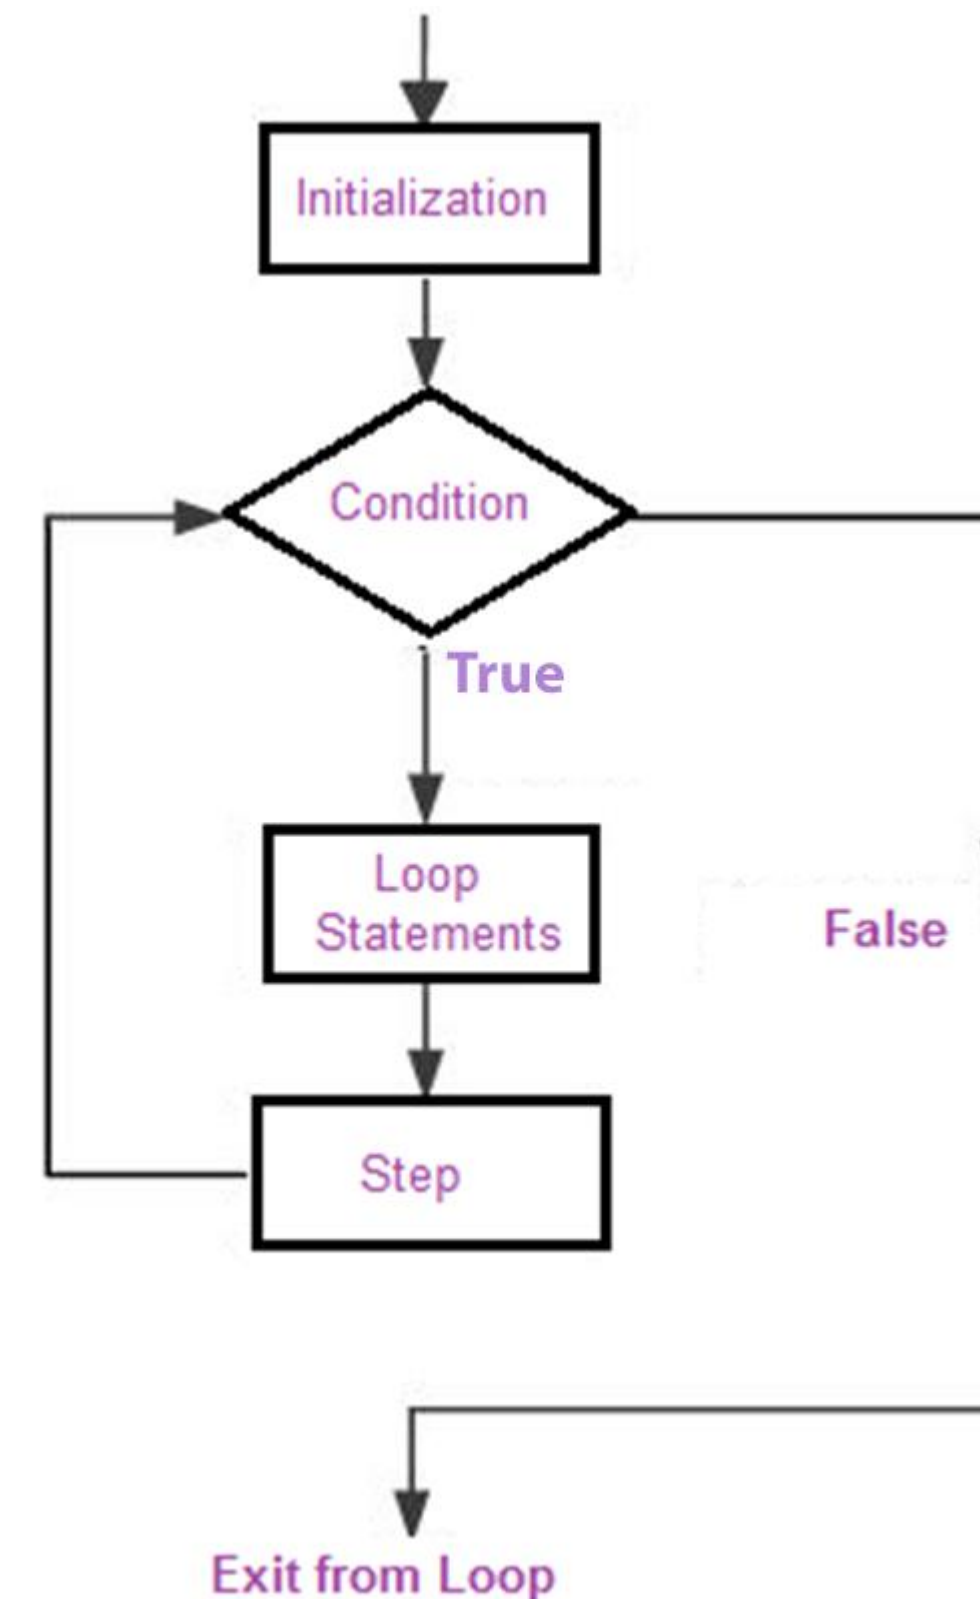 Initialization
Condition
True
Loop
Statements
False
Step
Exit from Loop